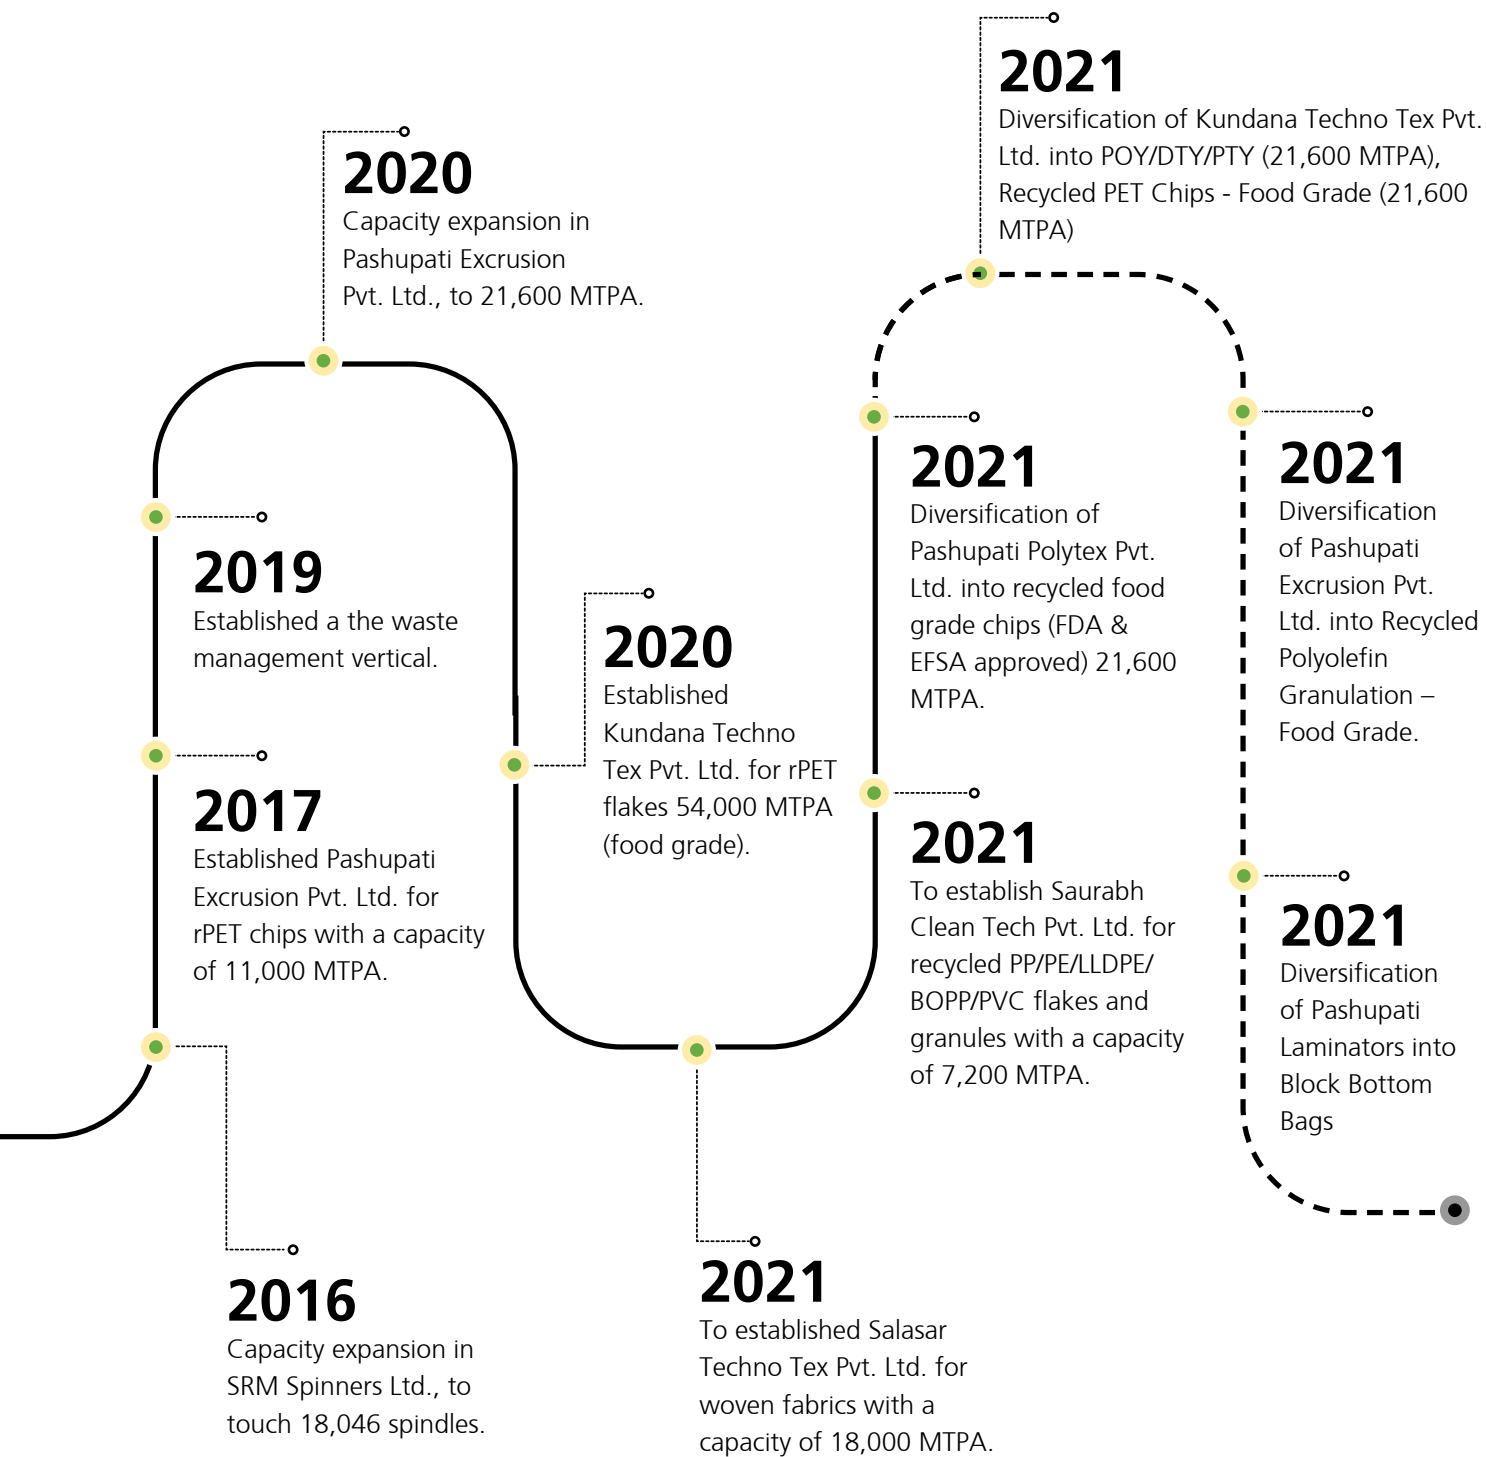 2016
Capacity expansion in
SRM Spinners Ltd., to
touch 18,046 spindles.
2017
Established Pashupati
Excrusion Pvt. Ltd. for
rPET chips with a capacity
of 11,000 MTPA.
2019
Established a the waste
management vertical.
2020
Capacity expansion in
Pashupati Excrusion
Pvt. Ltd., to 21,600 MTPA.
2020
Established
Kundana Techno
Tex Pvt. Ltd. for rPET
flakes 54,000 MTPA
(food grade).
2021
To established Salasar
Techno Tex Pvt. Ltd. for
woven fabrics with a
capacity of 18,000 MTPA.
2021
To establish Saurabh
Clean Tech Pvt. Ltd. for
recycled PP/PE/LLDPE/
BOPP/PVC flakes and
granules with a capacity
of 7,200 MTPA.
2021
Diversification of
Pashupati Polytex Pvt.
Ltd. into recycled food
grade chips (FDA &
EFSA approved) 21,600
MTPA.
2021
Diversification of Kundana Techno Tex Pvt.
Ltd. into POY/DTY/PTY (21,600 MTPA),
Recycled PET Chips - Food Grade (21,600
MTPA)
2021
Diversification
of Pashupati
Excrusion Pvt.
Ltd. into Recycled
Polyolefin
Granulation –
Food Grade.
2021
Diversification
of Pashupati
Laminators into
Block Bottom
Bags